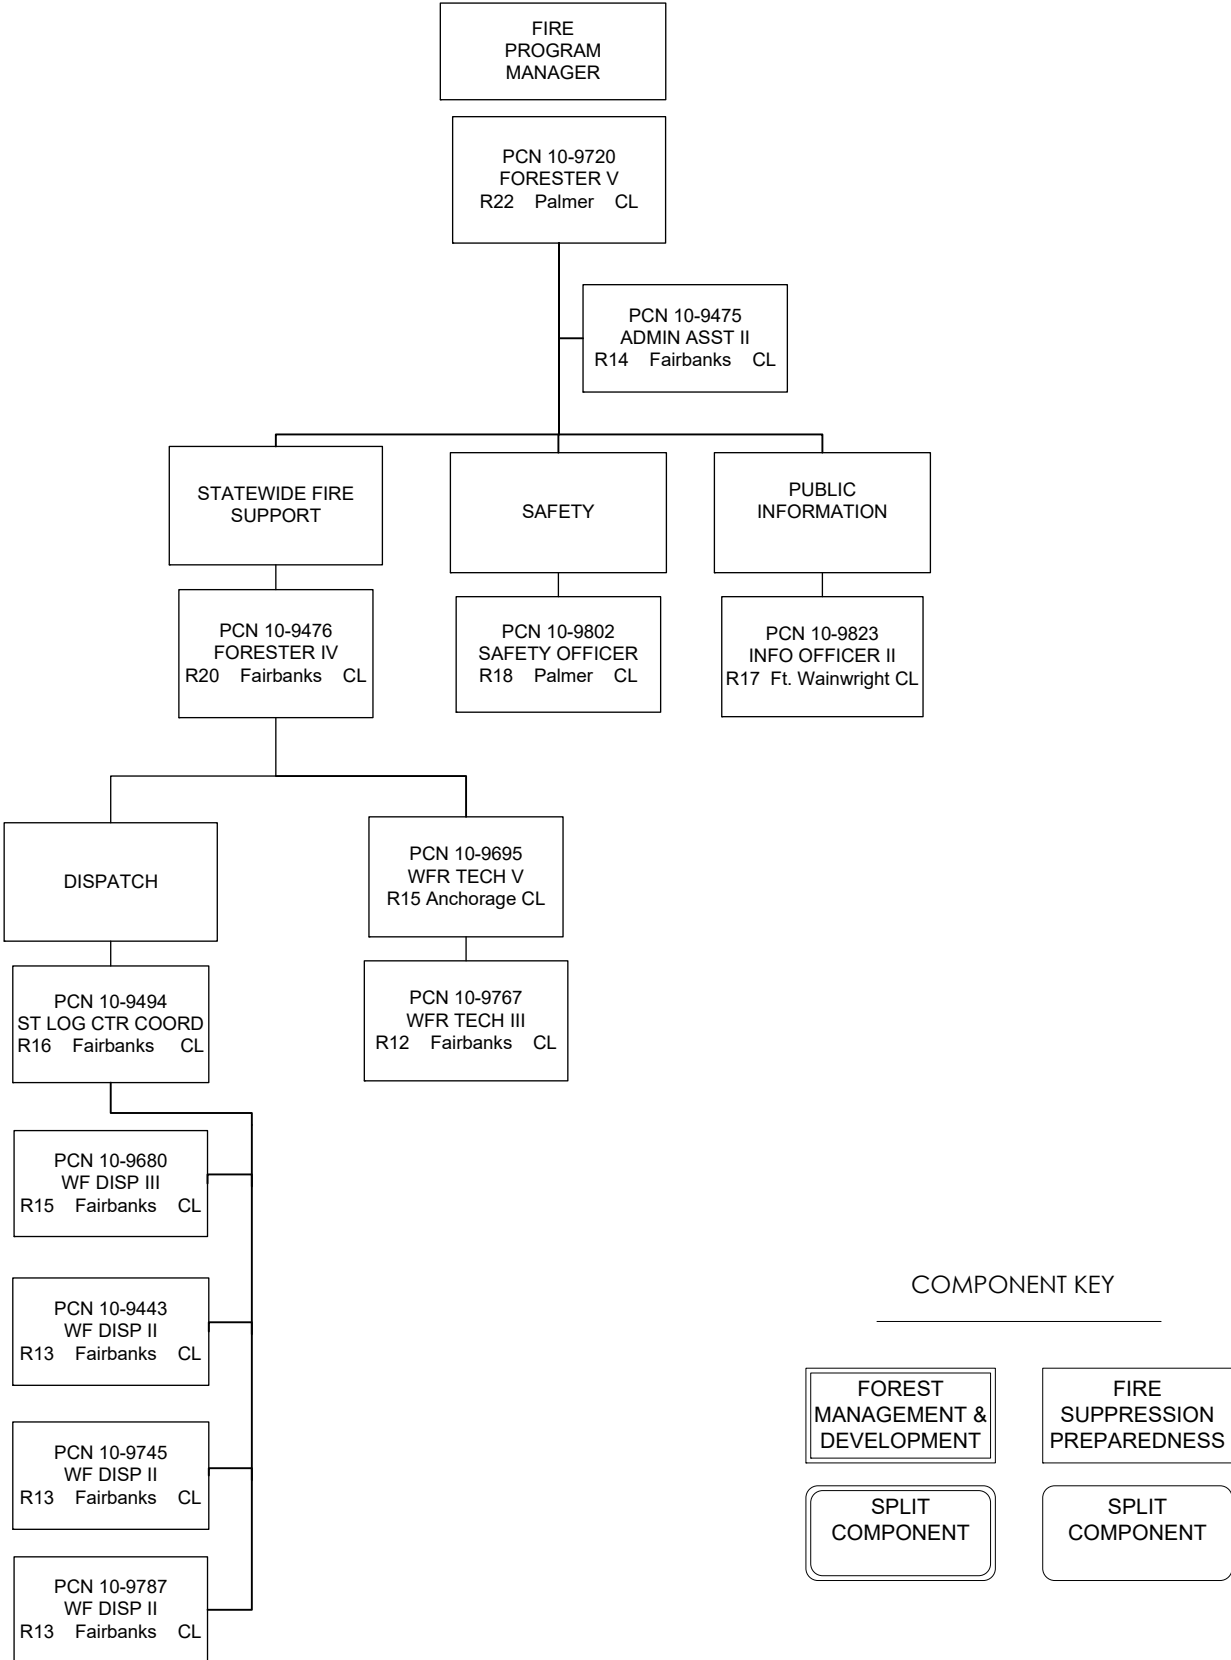 FIRE
PROGRAM
MANAGER
PCN 10-9720
FORESTER V
R22 Palmer CL
PCN 10-9475
ADMIN ASST II
R14 Fairbanks CL
STATEWIDE FIRE
SUPPORT
SAFETY
PUBLIC
INFORMATION
PCN 10-9476
FORESTER IV
R20 Fairbanks CL
PCN 10-9802
SAFETY OFFICER
R18 Palmer CL
PCN 10-9823
INFO OFFICER II
R17 Ft. Wainwright CL
DISPATCH
PCN 10-9695
WFR TECH V
R15 Anchorage CL
PCN 10-9494
ST LOG CTR COORD
R16 Fairbanks CL
PCN 10-9767
WFR TECH III
R12 Fairbanks CL
PCN 10-9680
WF DISP III
R15 Fairbanks CL
PCN 10-9443
WF DISP II
R13 Fairbanks CL
PCN 10-9745
WF DISP II
R13 Fairbanks CL
PCN 10-9787
WF DISP II
R13 Fairbanks CL
COMPONENT KEY
FOREST
MANAGEMENT &
DEVELOPMENT
FIRE
SUPPRESSION
PREPAREDNESS
SPLIT
COMPONENT
SPLIT
COMPONENT